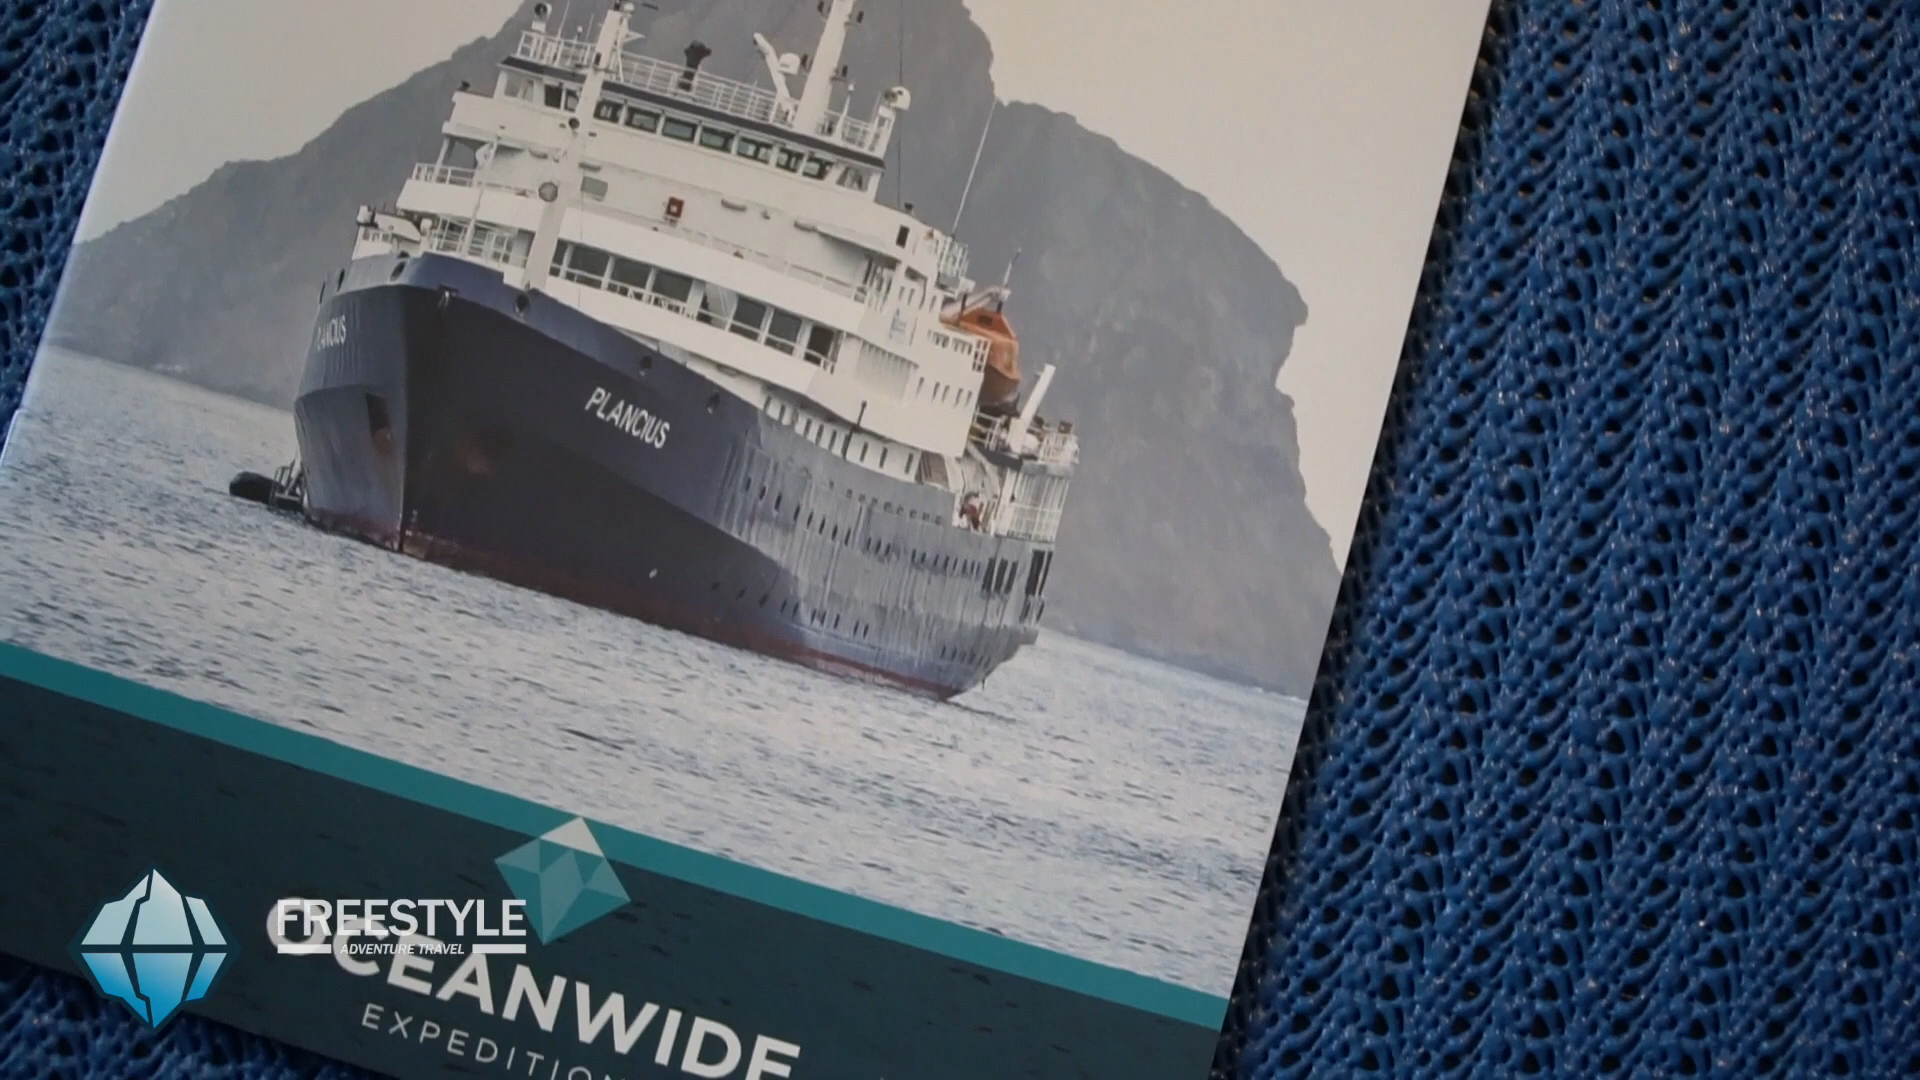 PLANCIUS
PLANCIUS
FREESTYLE
ADVENTURE TRAVEL
OCEANWIDE
EXPEDITION